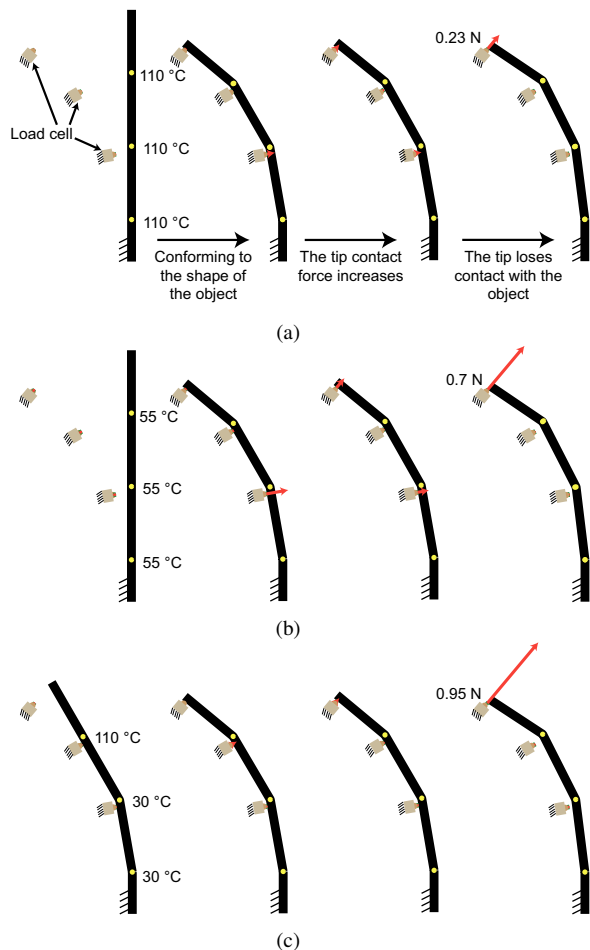 0.23 N
110 °C
Load cell
110 °C
110 °C
Conforming to
the shape of
the object
The tip contact
force increases
The tip loses
contact with the
object
(a)
0.7 N
55 °C
55 °C
55 °C
(b)
0.95 N
110 °C
30 °C
30 °C
(c)